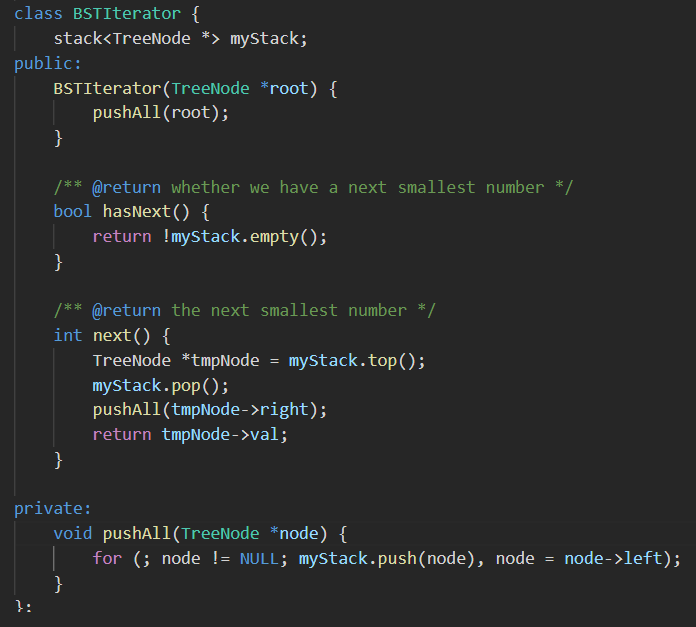 class BSTIterator {
    stack<TreeNode *> myStack;
public:
    BSTIterator(TreeNode *root) {
        pushAll(root);
    }

    /** @return whether we have a next smallest number */
    bool hasNext() {
        return !myStack.empty();
    }

    /** @return the next smallest number */
    int next() {
        TreeNode *tmpNode = myStack.top();
        myStack.pop();
        pushAll(tmpNode->right);
        return tmpNode->val;
    }

private:
    void pushAll(TreeNode *node) {
        for (; node != NULL; myStack.push(node), node = node->left);
    }
};